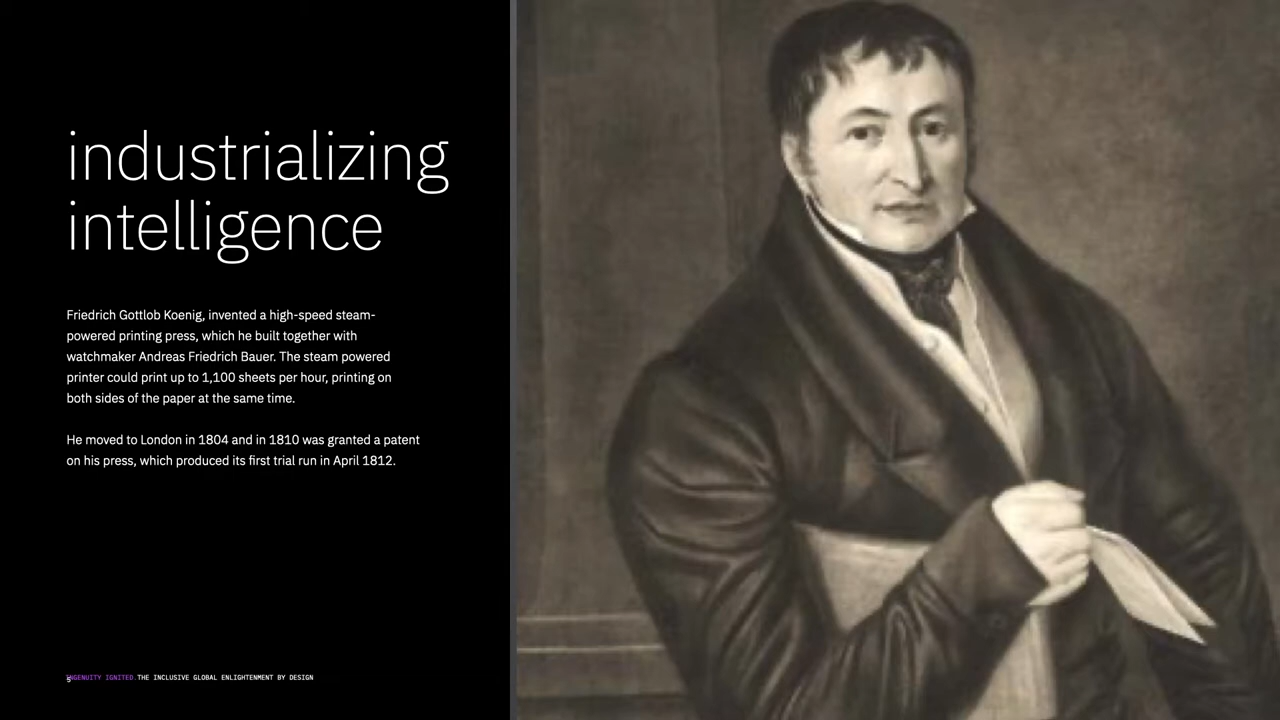 industrializing
intelligence
Friedrich Gottlob Koenig, invented a high-speed steam-
powered printing press, which he built together with
watchmaker Andreas Friedrich Bauer. The steam powered
printer could print up to 1,100 sheets per hour, printing on
both sides of the paper at the same time.
He moved to London in 1804 and in 1810 was granted a patent
on his press, which produced its first trial run in April 1812.
INGENUITY IGNITED.THE INCLUSIVE GLOBAL ENLIGHTENMENT BY DESIGN